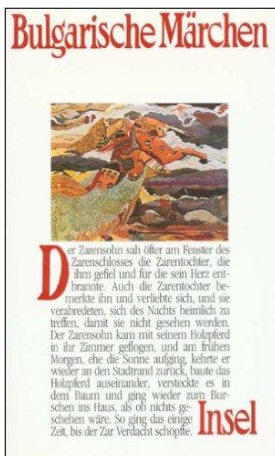 Bulgarische Märchen
Der Zarensohn sah öfter am Fenster des
Zarenschlosses die Zarentochter, die
ihm gefiel und für die sein Herz ent-
brannte. Auch die Zarentochter be-
merkte ihn und verliebte sich, und sie
verabredeten, sich des Nachts heimlich zu
treffen, damit sie nicht gesehen werden.
Der Zarensohn kam mit seinem Holzpferd
in ihr Zimmer geflogen, und am frühen
Morgen, ehe die Sonne aufging, kehrte er
wieder an den Stadtrand zurück, baute das
Holzpferd auseinander, versteckte es in
dem Baum und ging wieder zum Bur-
schen ins Haus, als ob nichts ge-
schehen wäre. So ging das einige
Zeit, bis der Zar Verdacht schöpfte.
Insel